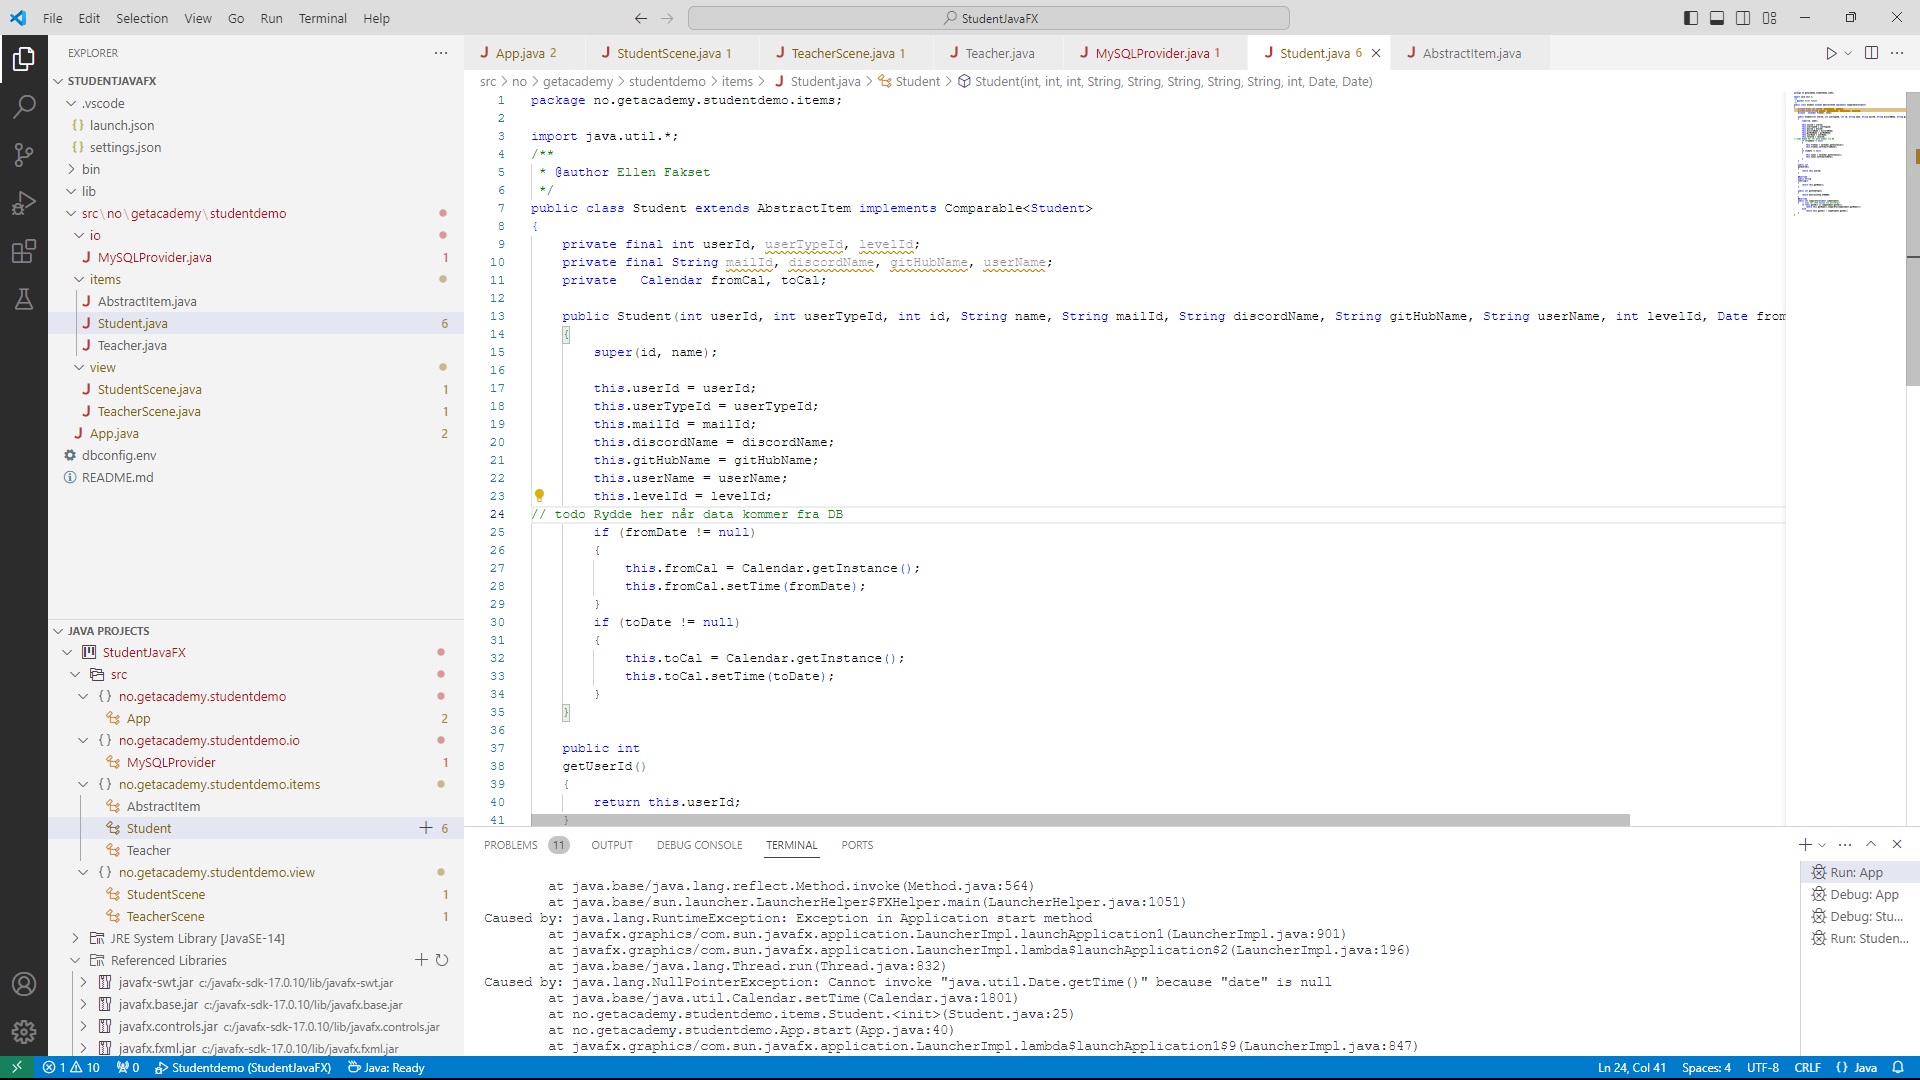 File Edit Selection View Go Run Terminal Help
StudentJavaFX
EXPLORER
STUDENTJAVAFX
.vscode
{} launch.json
{} settings.json
bin
lib
src\no\getacademy\studentdemo
io
J MySQLProvider.java 1
items
J AbstractItem.java
J Student.java 6
J Teacher.java
view
J StudentScene.java 1
J TeacherScene.java 1
J App.java 2
dbconfig.env
README.md
JAVA PROJECTS
StudentJavaFX
src
{} no.getacademy.studentdemo
App 2
{} no.getacademy.studentdemo.io
MySQLProvider 1
{} no.getacademy.studentdemo.items
AbstractItem
Student 6
Teacher
{} no.getacademy.studentdemo.view
StudentScene 1
TeacherScene 1
JRE System Library [JavaSE-14]
Referenced Libraries
javafx-swt.jar c:/javafx-sdk-17.0.10/lib/javafx-swt.jar
javafx.base.jar c:/javafx-sdk-17.0.10/lib/javafx.base.jar
javafx.controls.jar c:/javafx-sdk-17.0.10/lib/javafx.controls.jar
javafx.fxml.jar c:/javafx-sdk-17.0.10/lib/javafx.fxml.jar
J App.java 2 J StudentScene.java 1 J TeacherScene.java 1 J Teacher.java J MySQLProvider.java 1 J Student.java 6 J AbstractItem.java
src > no > getacademy > studentdemo > items > J Student.java > Student > Student(int, int, int, String, String, String, String, String, int, Date, Date)
1 package no.getacademy.studentdemo.items;
2
3 import java.util.*;
4 /**
5 * @author Ellen Fakset
6 */
7 public class Student extends AbstractItem implements Comparable<Student>
8 {
9 private final int userId, userTypeId, levelId;
10 private final String mailId, discordName, gitHubName, userName;
11 private Calendar fromCal, toCal;
12
13 public Student(int userId, int userTypeId, int id, String name, String mailId, String discordName, String gitHubName, String userName, int levelId, Date from
14 {
15 super(id, name);
16
17 this.userId = userId;
18 this.userTypeId = userTypeId;
19 this.mailId = mailId;
20 this.discordName = discordName;
21 this.gitHubName = gitHubName;
22 this.userName = userName;
23 this.levelId = levelId;
24 // todo Rydde her når data kommer fra DB
25 if (fromDate != null)
26 {
27 this.fromCal = Calendar.getInstance();
28 this.fromCal.setTime(fromDate);
29 }
30 if (toDate != null)
31 {
32 this.toCal = Calendar.getInstance();
33 this.toCal.setTime(toDate);
34 }
35 }
36
37 public int
38 getUserId()
39 {
40 return this.userId;
41 }
PROBLEMS 11 OUTPUT DEBUG CONSOLE TERMINAL PORTS
at java.base/java.lang.reflect.Method.invoke(Method.java:564)
at java.base/sun.launcher.LauncherHelper$FXHelper.main(LauncherHelper.java:1051)
Caused by: java.lang.RuntimeException: Exception in Application start method
at javafx.graphics/com.sun.javafx.application.LauncherImpl.launchApplication1(LauncherImpl.java:901)
at javafx.graphics/com.sun.javafx.application.LauncherImpl.lambda$launchApplication$2(LauncherImpl.java:196)
at java.base/java.lang.Thread.run(Thread.java:832)
Caused by: java.lang.NullPointerException: Cannot invoke "java.util.Date.getTime()" because "date" is null
at java.base/java.util.Calendar.setTime(Calendar.java:1801)
at no.getacademy.studentdemo.items.Student.<init>(Student.java:25)
at no.getacademy.studentdemo.App.start(App.java:40)
at javafx.graphics/com.sun.javafx.application.LauncherImpl.lambda$launchApplication1$9(LauncherImpl.java:847)
Run: App
Debug: App
Debug: Stu...
Run: Studen...
1 10 0 Studentdemo (StudentJavaFX) Java: Ready
Ln 24, Col 41 Spaces: 4 UTF-8 CRLF {} Java